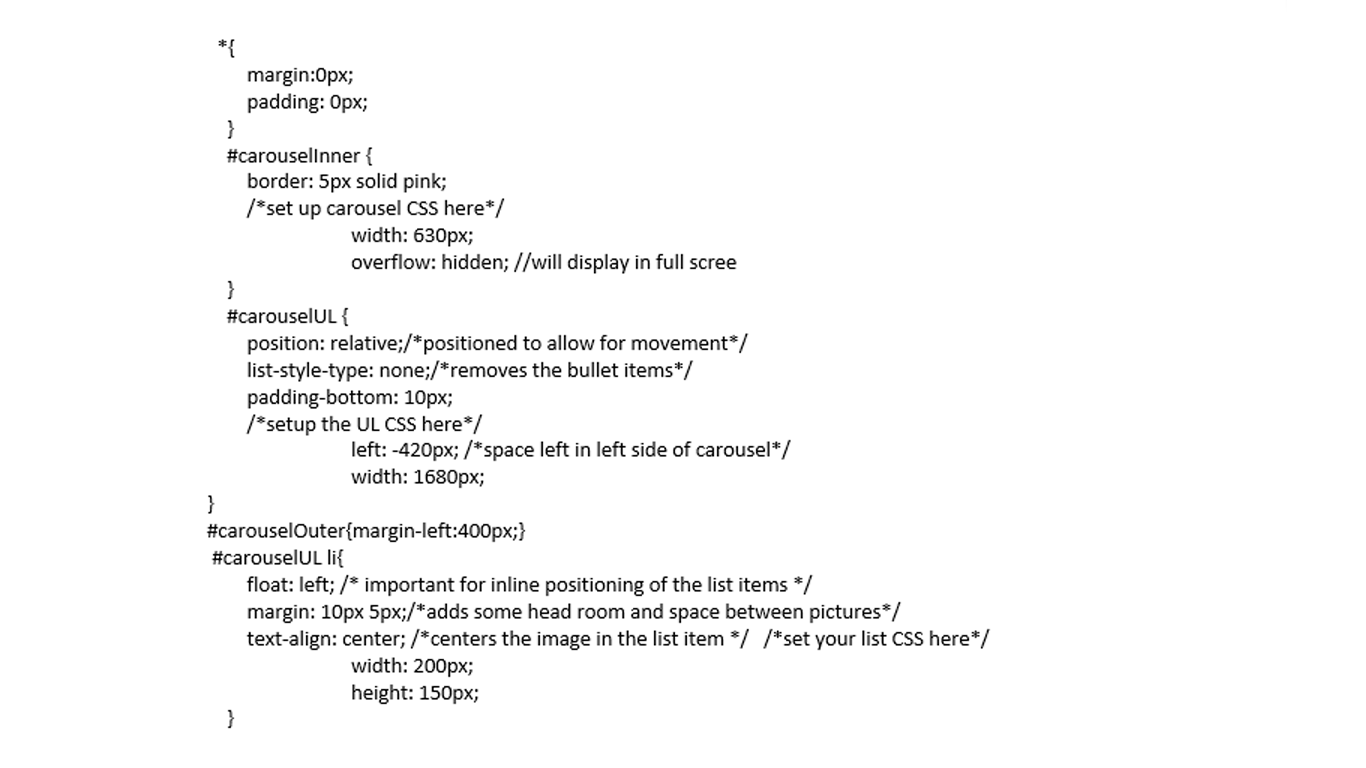 *{
margin:0px;
padding: 0px;
}
#carouselInner {
border: 5px solid pink;
/*set up carousel CSS here*/
width: 630px;
overflow: hidden; //will display in full scree
}
#carouselUL {
position: relative;/*positioned to allow for movement*/
list-style-type: none;/*removes the bullet items*/
padding-bottom: 10px;
/*setup the UL CSS here*/
left: -420px; /*space left in left side of carousel*/
width: 1680px;
}
#carouselOuter{margin-left:400px;}
#carouselUL li{
float: left; /* important for inline positioning of the list items */
margin: 10px 5px;/*adds some head room and space between pictures*/
text-align: center; /*centers the image in the list item */ /*set your list CSS here*/
width: 200px;
height: 150px;
}